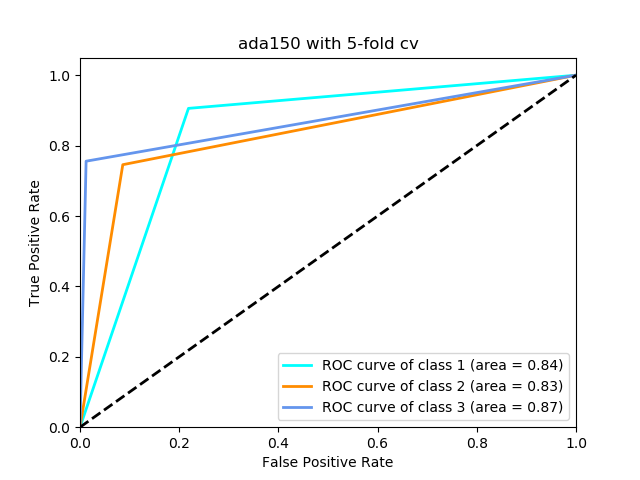 ada150 with 5-fold cv
True Positive Rate
1.0
0.8
0.6
0.4
0.2
0.0
ROC curve of class 1 (area = 0.84)
ROC curve of class 2 (area = 0.83)
ROC curve of class 3 (area = 0.87)
0.0 0.2 0.4 0.6 0.8 1.0
False Positive Rate